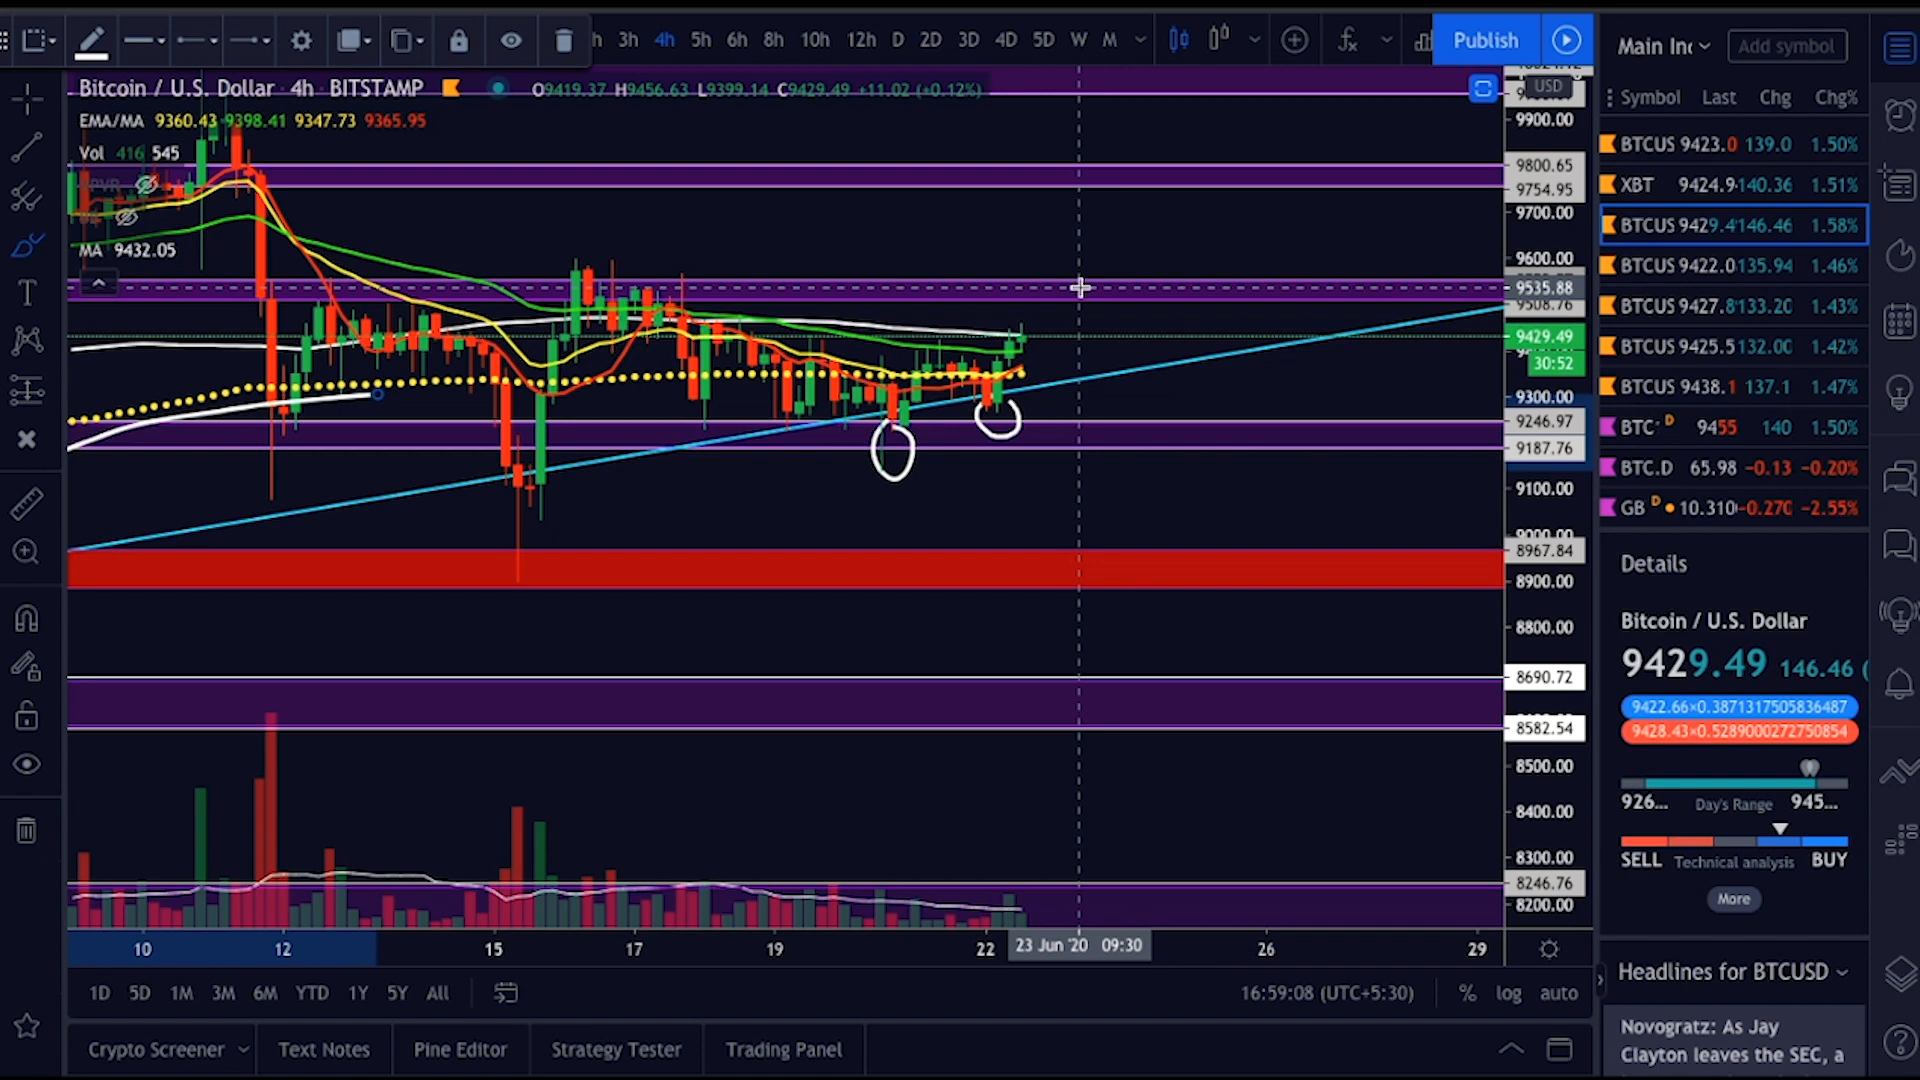 3h 4h 5h 6h 8h 10h 12h D 2D 3D 4D 5D W M
Publish
Main In
Add symbol
Bitcoin / U.S. Dollar 4h BITSTAMP
O9419.37 H9456.63 L9399.14 C9429.49 +11.02 (+0.12%)
EMA/MA 9360.43 9398.41 9347.73 9365.95
Vol 416 545
MA 9432.05
USD
9900.00
9800.65
9754.95
9700.00
9600.00
9535.88
9508.76
9429.49
30:52
9300.00
9246.97
9187.76
9100.00
9000.00
8967.84
8900.00
8800.00
8690.72
8582.54
8500.00
8400.00
8300.00
8246.76
8200.00
10 12 15 17 19 22 23 Jun '20 09:30 26 29
1D 5D 1M 3M 6M YTD 1Y 5Y All
16:59:08 (UTC+5:30) % log auto
Crypto Screener Text Notes Pine Editor Strategy Tester Trading Panel
Symbol Last Chg Chg%
BTCUS 9423.0 139.0 1.50%
XBT 9424.9 140.36 1.51%
BTCUS 9429.4 146.46 1.58%
BTCUS 9422.0 135.94 1.46%
BTCUS 9427.8 133.20 1.43%
BTCUS 9425.5 132.00 1.42%
BTCUS 9438.1 137.1 1.47%
BTC D 9455 140 1.50%
BTC.D 65.98 -0.13 -0.20%
GB D 10.310 -0.270 -2.55%
Details
Bitcoin / U.S. Dollar
9429.49 146.46 (
9422.66×0.3871317505836487
9428.43×0.5289000272750854
926... Day's Range 945...
SELL Technical analysis BUY
More
Headlines for BTCUSD
Novogratz: As Jay
Clayton leaves the SEC, a